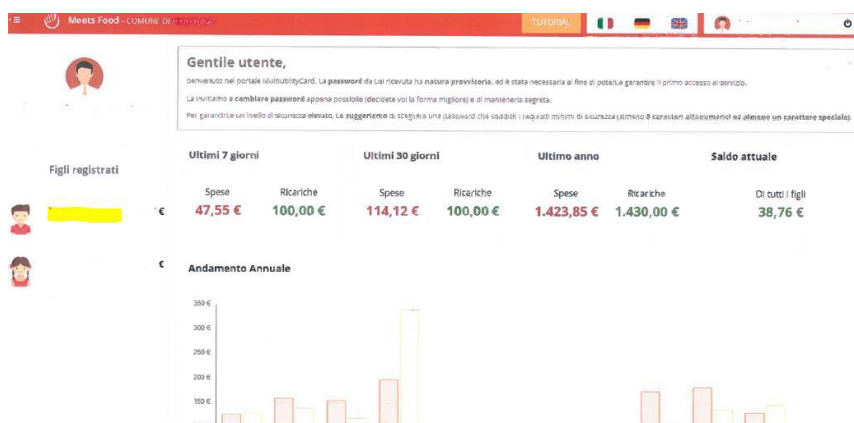 Meets Food - COMUNE DI
TUTORIAL
Gentile utente,
benvenuto nel portale MultiutilityCard. La password da Lei ricevuta ha natura provvisoria, ed è stata necessaria al fine di poterLe garantire il primo accesso al servizio.
La invitiamo a cambiare password appena possibile (decidete voi la forma migliore) e di mantenerla segreta.
Per garantirLe un livello di sicurezza elevato, Le suggeriamo di scegliere una password che soddisfi i requisiti minimi di sicurezza (almeno 8 caratteri alfanumerici ed almeno un carattere speciale).
Figli registrati
€
€
Ultimi 7 giorni
Spese Ricariche
47,55 € 100,00 €
Ultimi 30 giorni
Spese Ricariche
114,12 € 100,00 €
Ultimo anno
Spese Ricariche
1.423,85 € 1.430,00 €
Saldo attuale
Di tutti i figli
38,76 €
Andamento Annuale
350 €
300 €
250 €
200 €
150 €